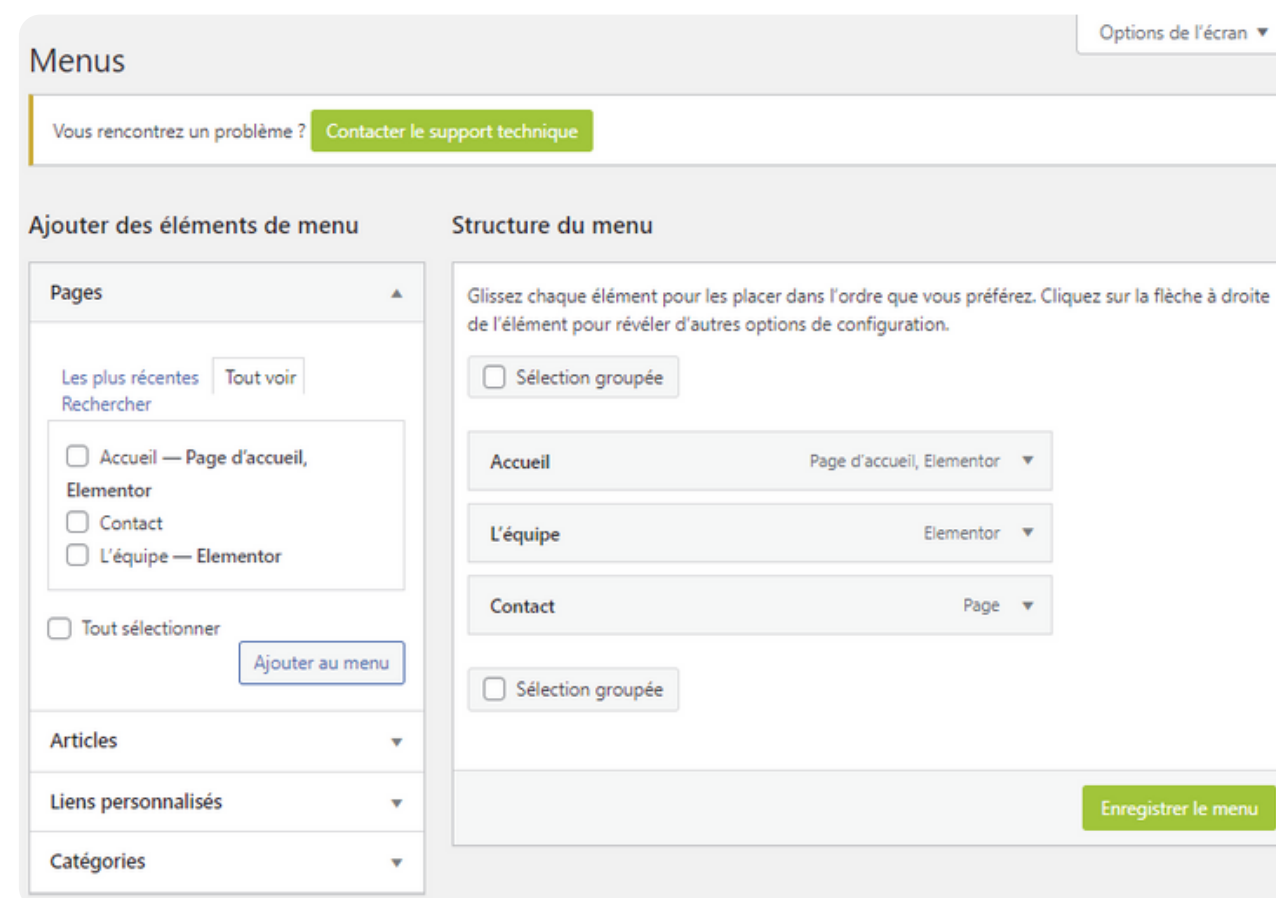 Options de l'écran
Menus
Vous rencontrez un problème ? Contacter le support technique
Ajouter des éléments de menu
Pages
Les plus récentes Tout voir
Rechercher
Accueil — Page d'accueil,
Elementor
Contact
L'équipe — Elementor
Tout sélectionner
Ajouter au menu
Articles
Liens personnalisés
Catégories
Structure du menu
Glissez chaque élément pour les placer dans l'ordre que vous préférez. Cliquez sur la flèche à droite
de l'élément pour révéler d'autres options de configuration.
Sélection groupée
Accueil Page d'accueil, Elementor
L'équipe Elementor
Contact Page
Sélection groupée
Enregistrer le menu